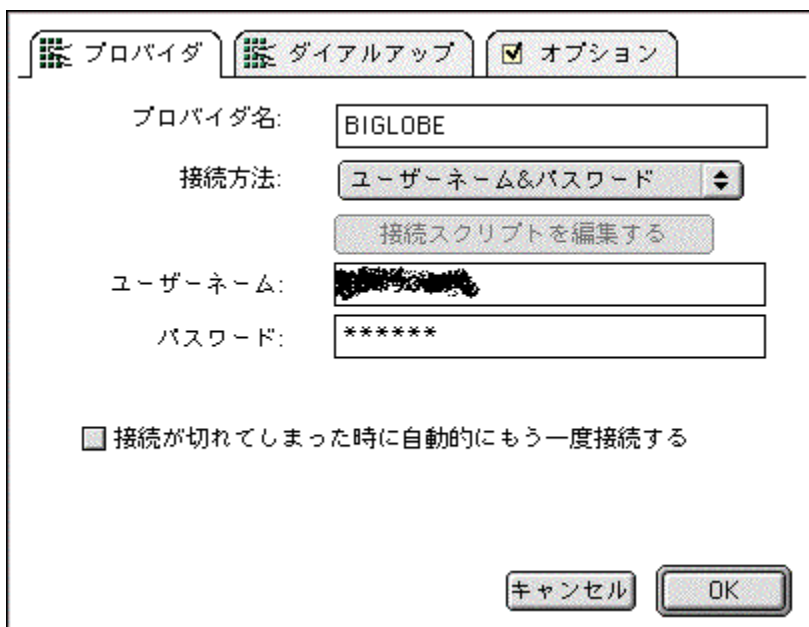 プロバイダ ダイアルアップ オプション
プロバイダ名: BIGLOBE
接続方法: ユーザーネーム&パスワード
接続スクリプトを編集する
ユーザーネーム:
パスワード: ******
接続が切れてしまった時に自動的にもう一度接続する
キャンセル OK